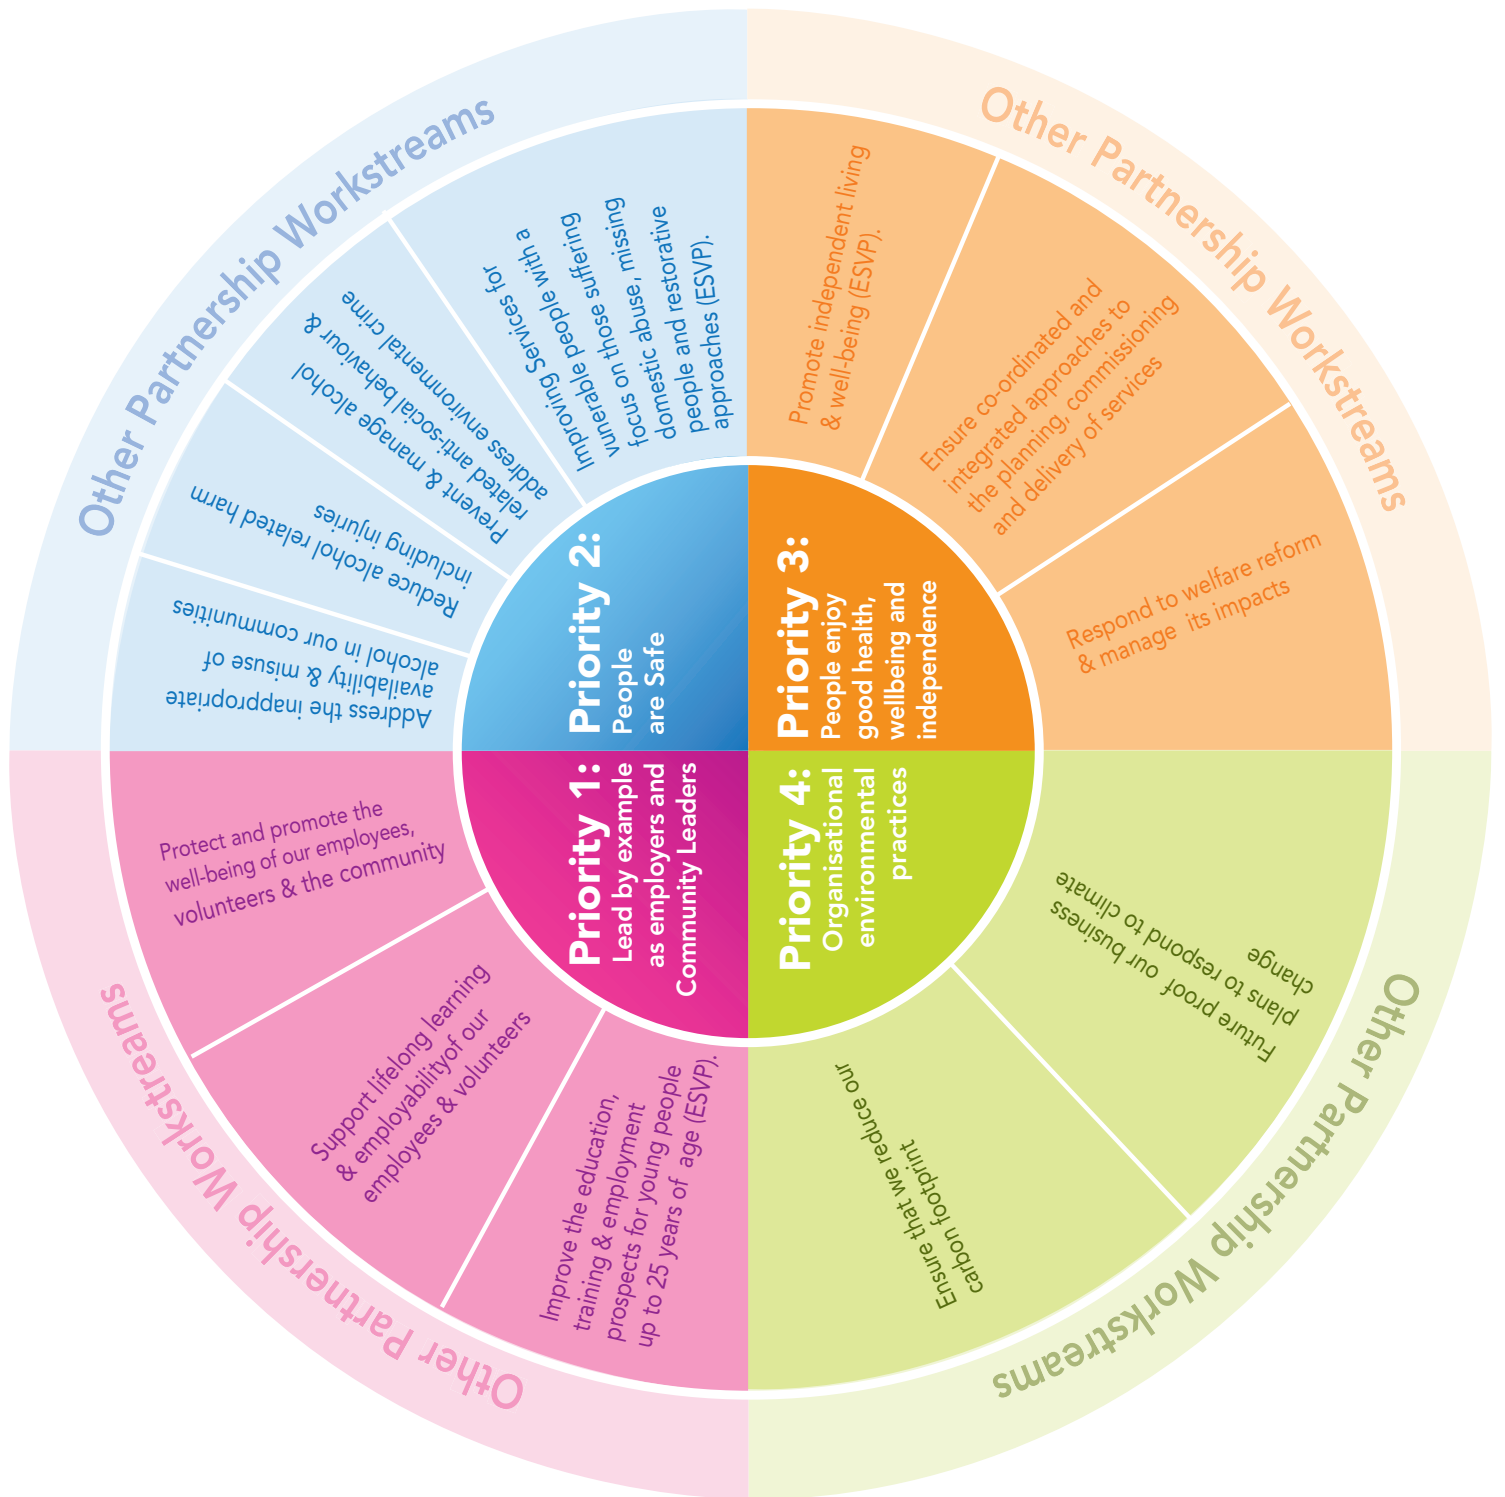 Priority 1:
Lead by example
as employers and
Community Leaders
Protect and promote the
well-being of our employees,
volunteers & the community
Support lifelong learning
& employabilityof our
employees & volunteers
Improve the education,
training & employment
prospects for young people
up to 25 years of age (ESVP).
Other Partnership Workstreams
Priority 2:
People
are Safe
Address the inappropriate
availability & misuse of
alcohol in our communities
Reduce alcohol related harm
including injuries
Prevent & manage alcohol
related anti-social behaviour &
address environmental crime
Improving Services for
vunerable people with a
focus on those suffering
domestic abuse, missing
people and restorative
approaches (ESVP).
Other Partnership Workstreams
Priority 3:
People enjoy
good health,
wellbeing and
independence
Promote independent living
& well-being (ESVP).
Ensure co-ordinated and
integrated approaches to
the planning, commissioning
and delivery of services
Respond to welfare reform
& manage its impacts
Other Partnership Workstreams
Priority 4:
Organisational
environmental
practices
Future proof our business
plans to respond to climate
change
Ensure that we reduce our
carbon footprint
Other Partnership Workstreams